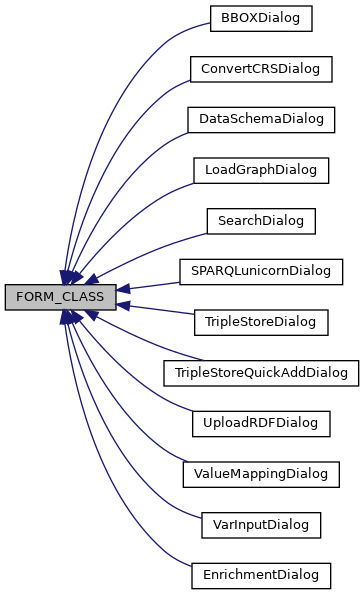 BBOXDialog
ConvertCRSDialog
DataSchemaDialog
LoadGraphDialog
SearchDialog
SPARQLunicornDialog
FORM_CLASS
TripleStoreDialog
TripleStoreQuickAddDialog
UploadRDFDialog
ValueMappingDialog
VarInputDialog
EnrichmentDialog